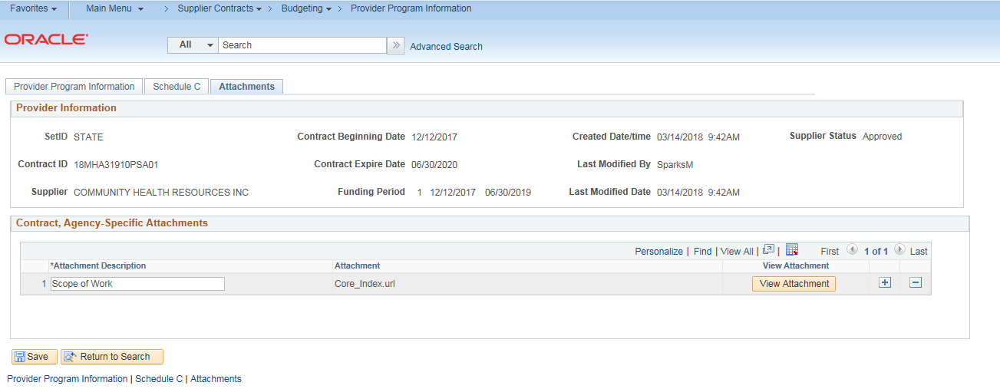 Favorites Main Menu > Supplier Contracts > Budgeting > Provider Program Information
ORACLE
All Search » Advanced Search
Provider Program Information Schedule C Attachments
Provider Information
SetID STATE Contract Beginning Date 12/12/2017 Created Date/time 03/14/2018 9:42AM Supplier Status Approved
Contract ID 18MHA31910PSA01 Contract Expire Date 06/30/2020 Last Modified By SparksM
Supplier COMMUNITY HEALTH RESOURCES INC Funding Period 1 12/12/2017 06/30/2019 Last Modified Date 03/14/2018 9:42AM
Contract, Agency-Specific Attachments
Personalize | Find | View All | | First 1 of 1 Last
*Attachment Description Attachment View Attachment
1 Scope of Work Core_Index.url View Attachment
Save Return to Search
Provider Program Information | Schedule C | Attachments